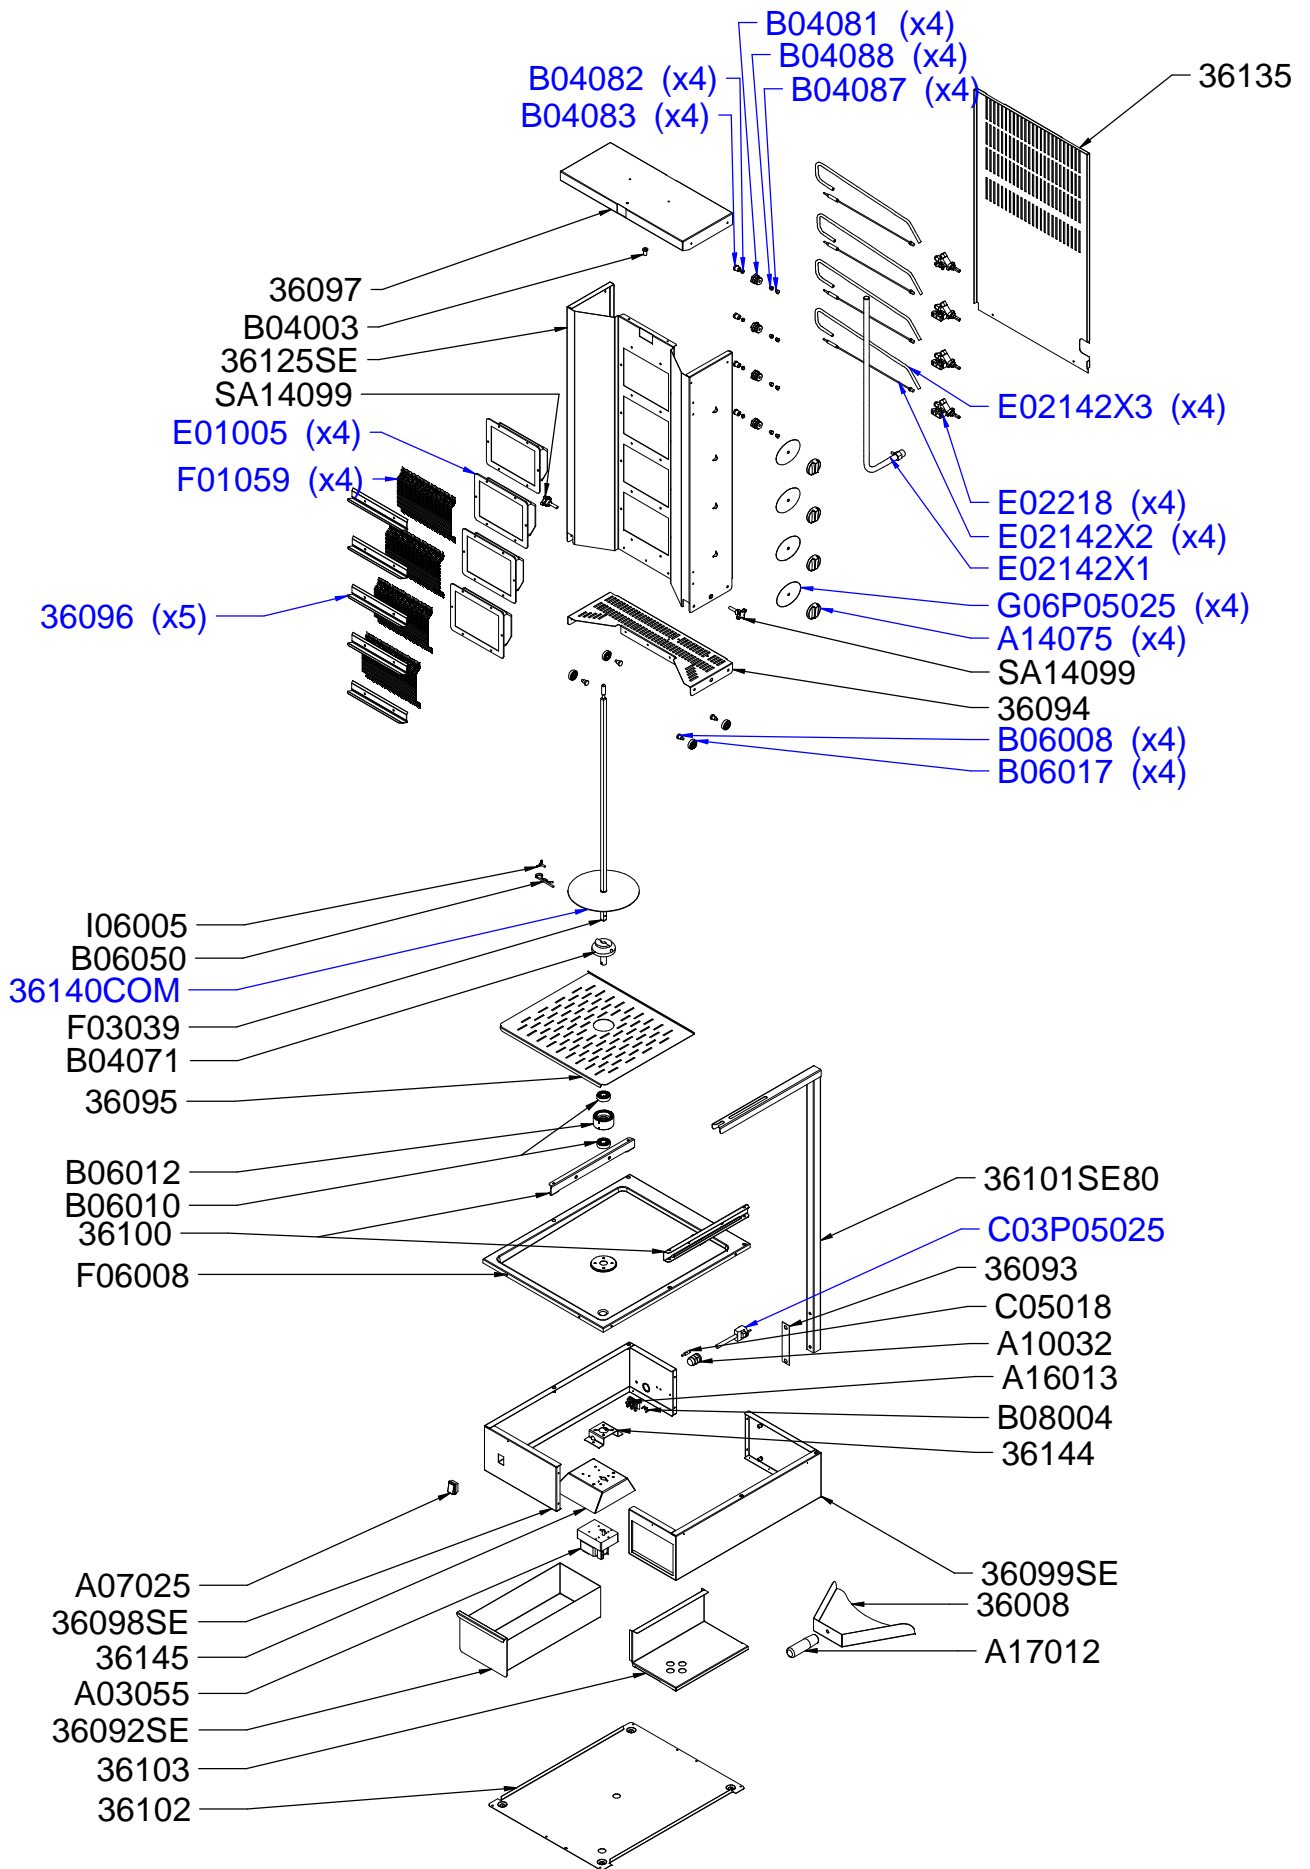 B04081 (x4)
B04088 (x4)
B04082 (x4)
B04087 (x4)
B04083 (x4)
36135
36097
B04003
36125SE
SA14099
E01005 (x4)
F01059 (x4)
36096 (x5)
E02142X3 (x4)
E02218 (x4)
E02142X2 (x4)
E02142X1
G06P05025 (x4)
A14075 (x4)
SA14099
36094
B06008 (x4)
B06017 (x4)
I06005
B06050
36140COM
F03039
B04071
36095
B06012
B06010
36100
F06008
36101SE80
C03P05025
36093
C05018
A10032
A16013
B08004
36144
A07025
36098SE
36145
A03055
36092SE
36103
36102
36099SE
36008
A17012